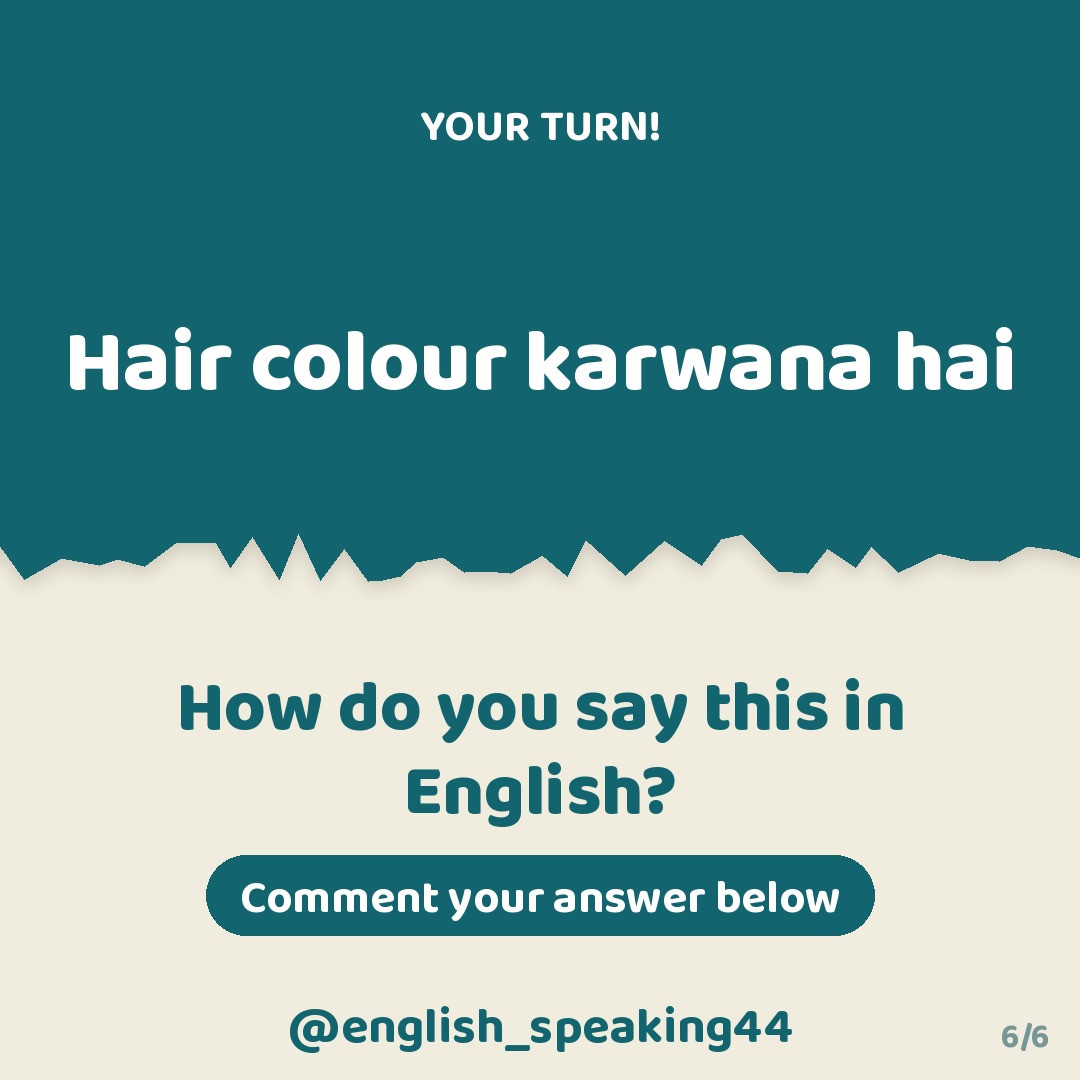 YOUR TURN!
Hair colour karwana hai
How do you say this in
English?
Comment your answer below
@english_speaking44
6/6